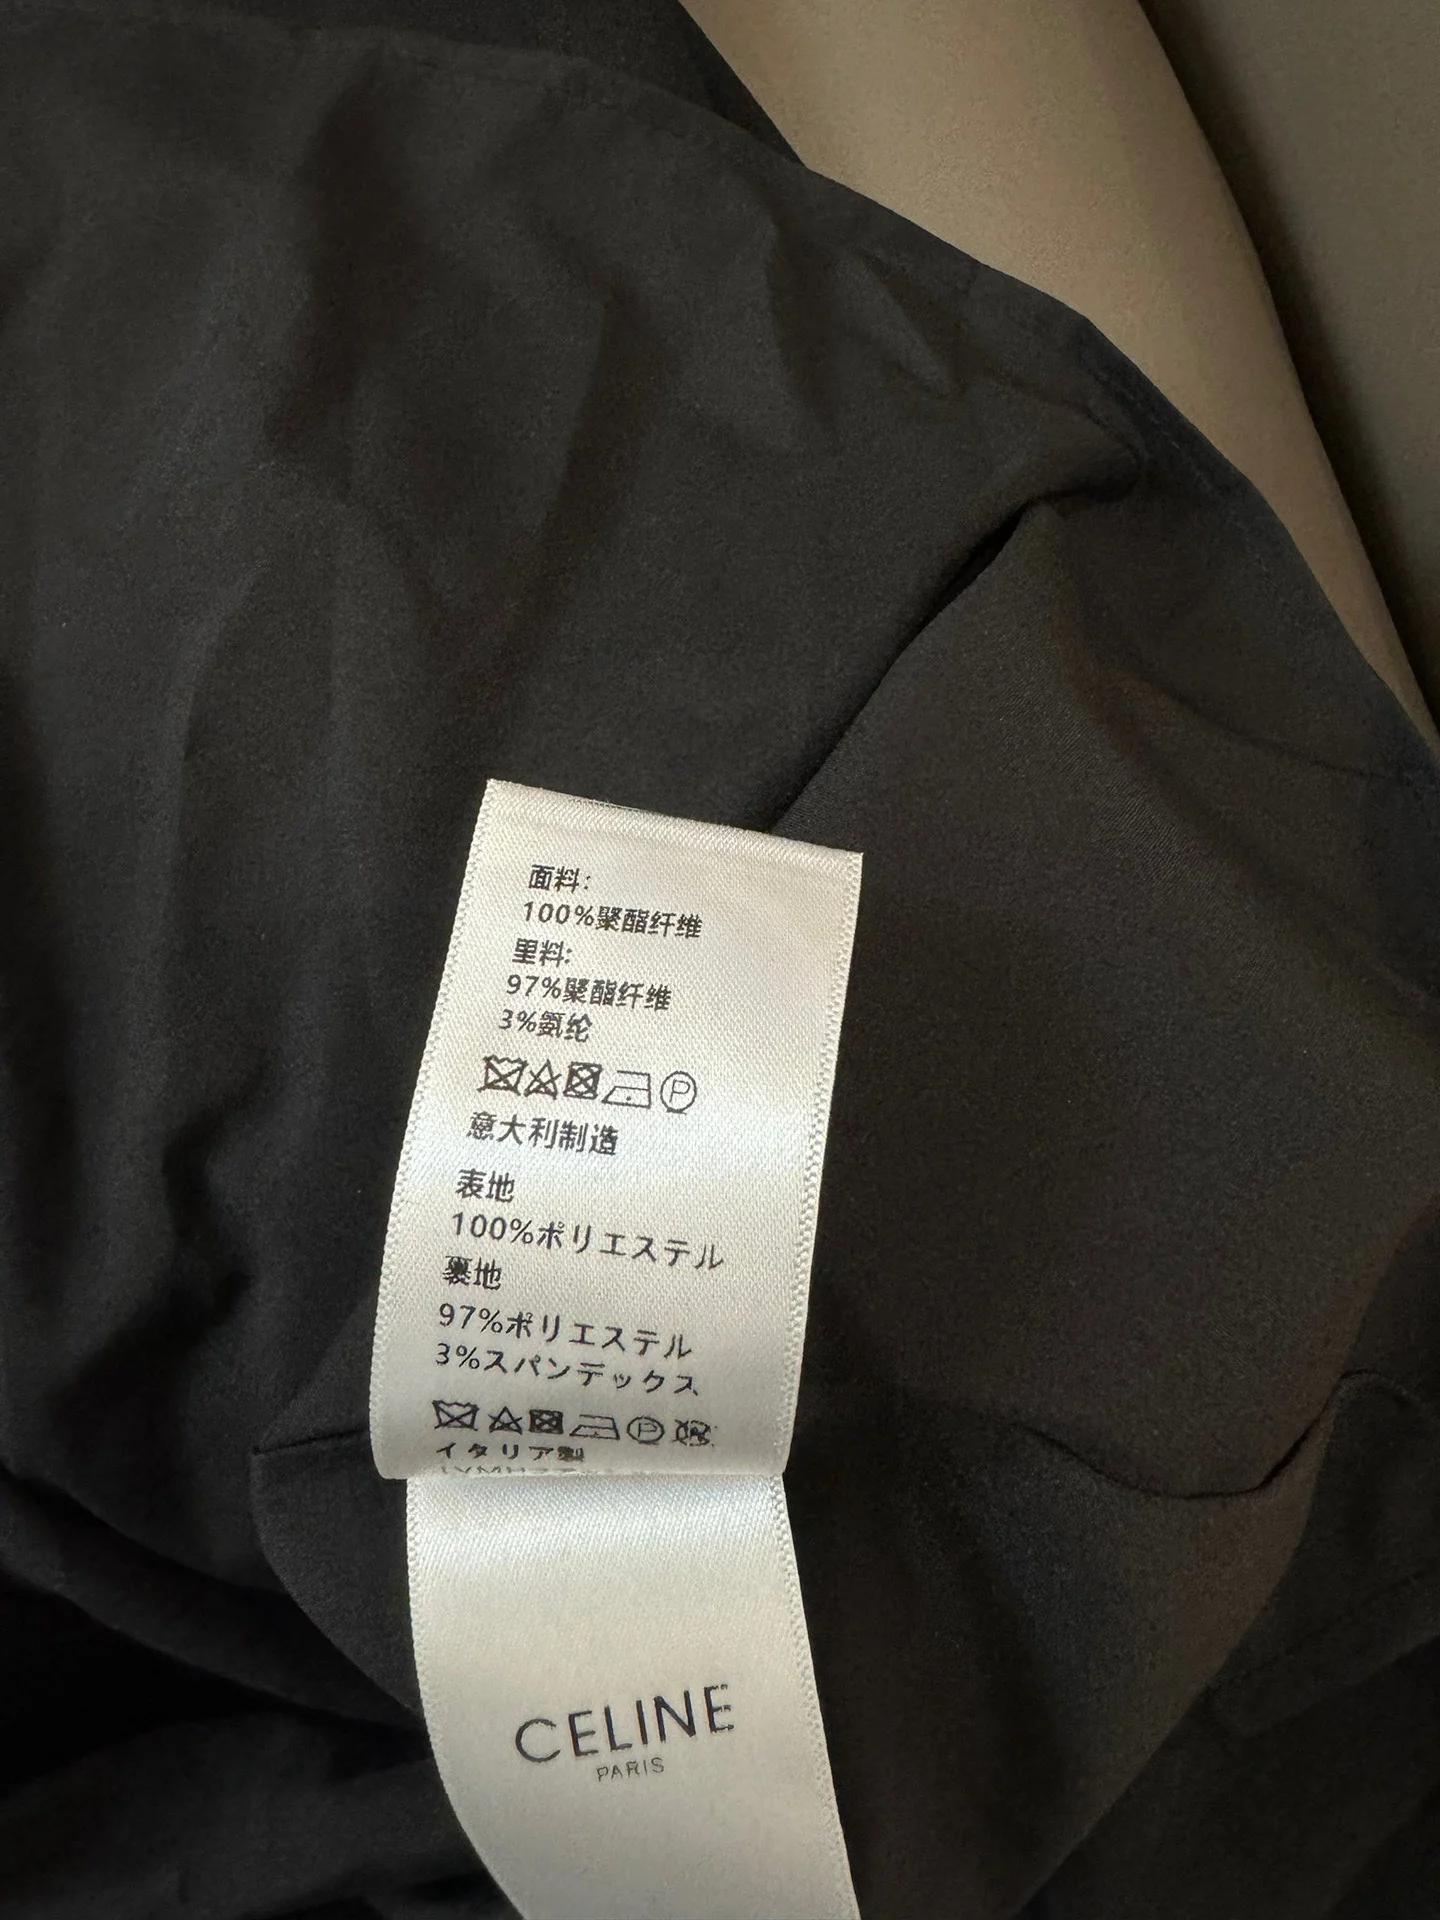 面料:
100%聚酯纤维
里料:
97%聚酯纤维
3%氨纶
P
意大利制造
表地
100%ポリエステル
裏地
97%ポリエステル
3%スパンデックス
P
イタリア製
CELINE
PARIS